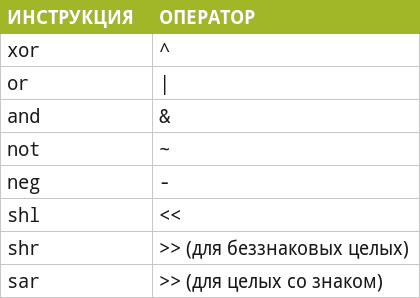 ИНСТРУКЦИЯ ОПЕРАТОР
xor ^
or |
and &
not ~
neg -
shl <<
shr >> (для беззнаковых целых)
sar >> (для целых со знаком)